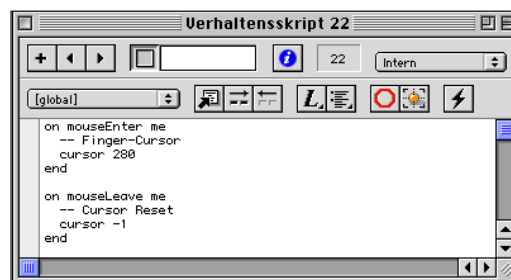 Verhaltensskript 22
22
Intern
[global]
L
on mouseEnter me
-- Finger-Cursor
cursor 280
end
on mouseLeave me
-- Cursor Reset
cursor -1
end